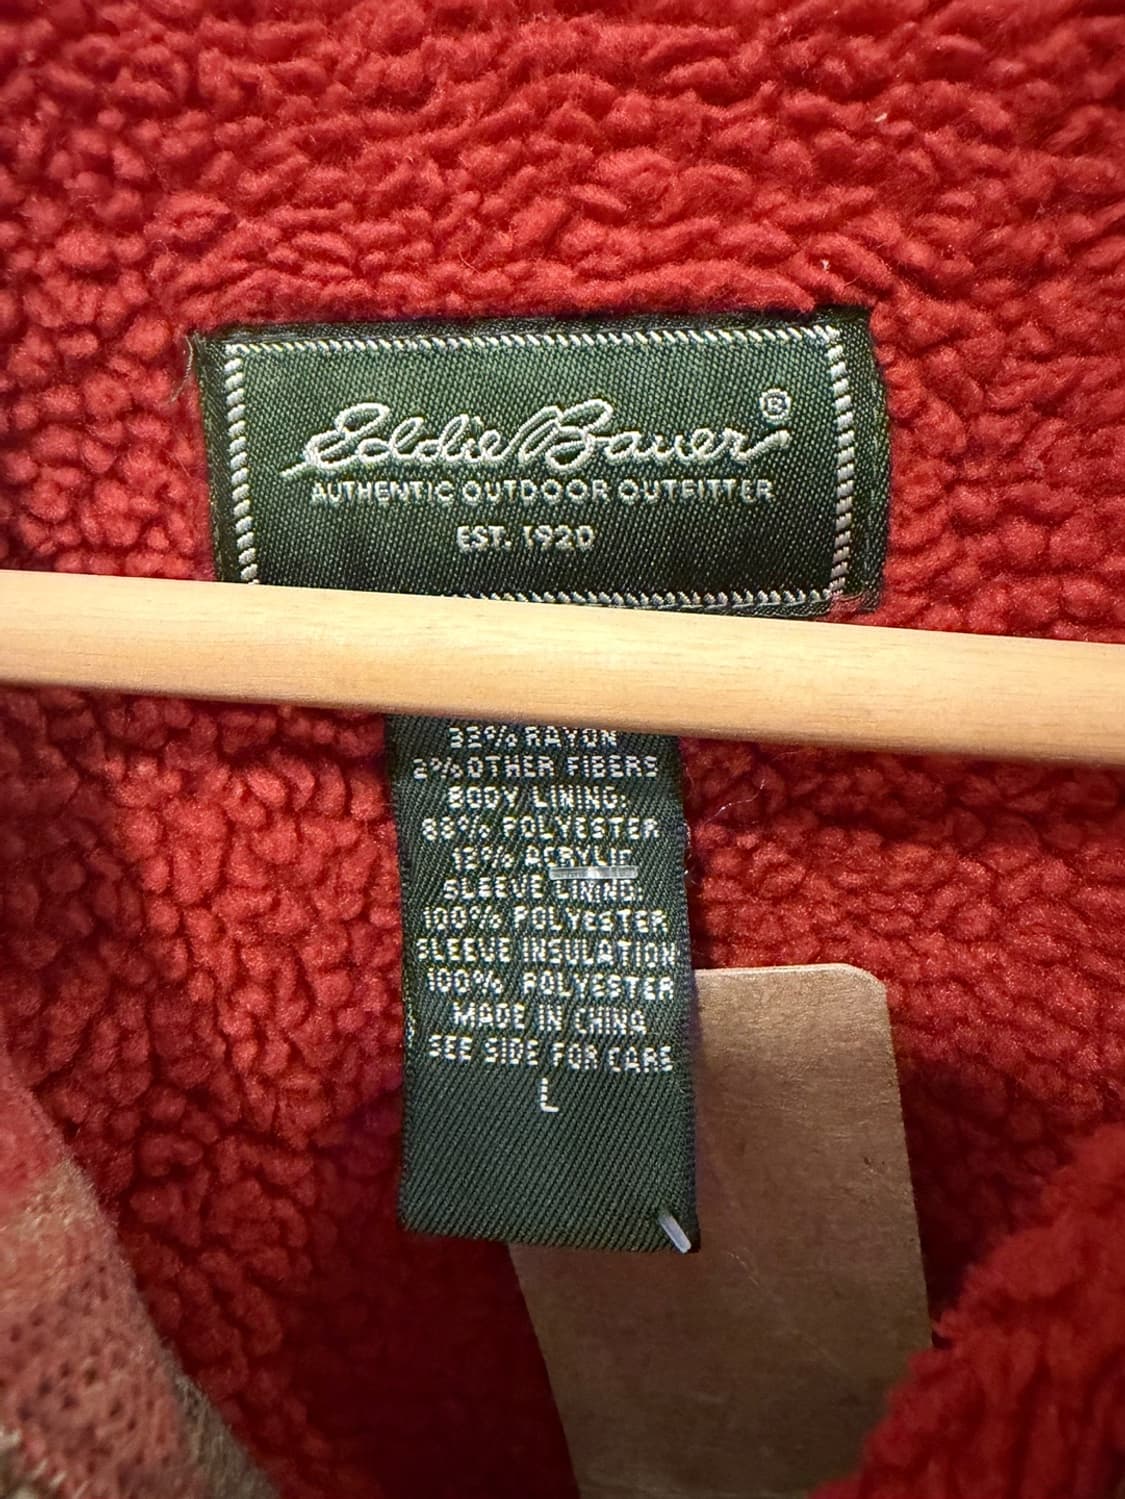 Eddie Bauer®
AUTHENTIC OUTDOOR OUTFITTER
EST. 1920
33% RAYON
2% OTHER FIBERS
BODY LINING:
88% POLYESTER
12% ACRYLIC
SLEEVE LINING:
100% POLYESTER
SLEEVE INSULATION
100% POLYESTER
MADE IN CHINA
SEE SIDE FOR CARE
L